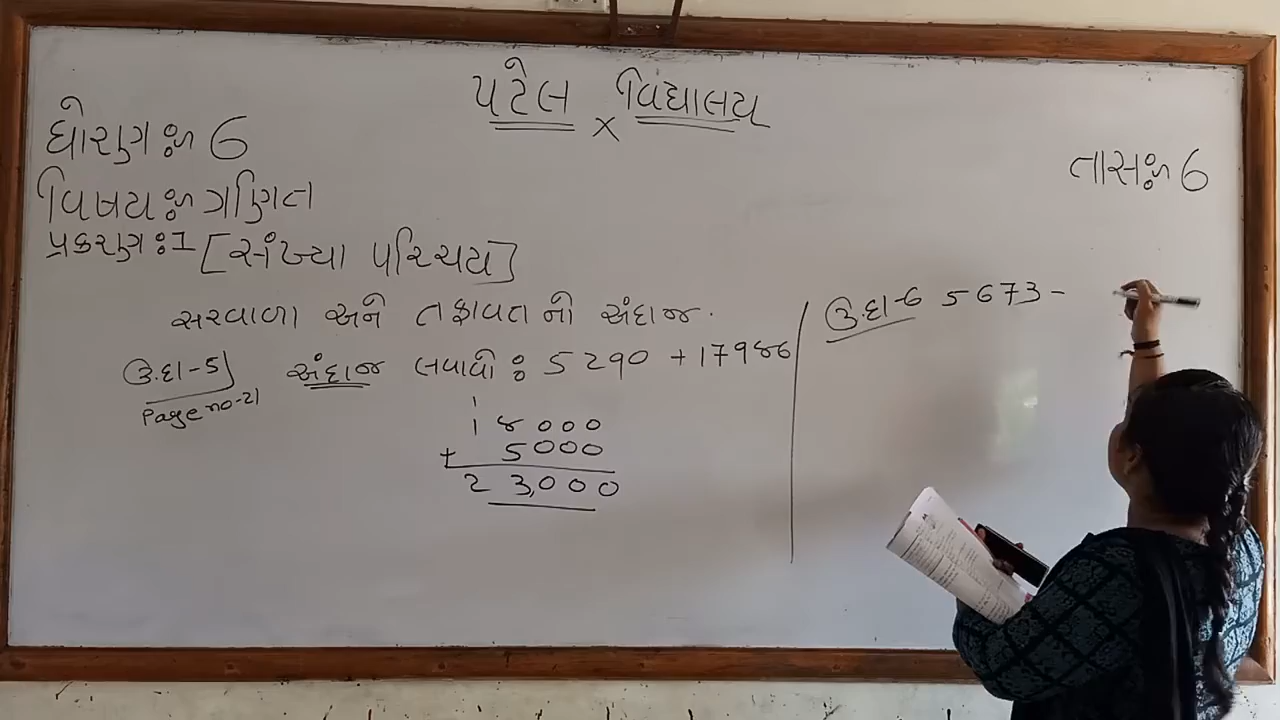 પટેલ x વિદ્યાલય
ધોરણ ઃ 6
તાસ ઃ 6
વિષય ઃ ગણિત
પ્રકરણ ઃ 1 [સંખ્યા પરિચય]
સરવાળા અને તફાવત નો અંદાજ.
ઉ.દા-5 અંદાજ લગાવો ઃ 5290 + 17986
Page no-21
1
18000
+ 5000
23,000
ઉ.દા-6 5673 -